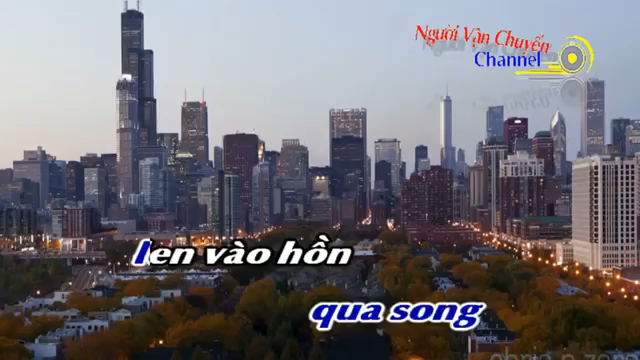 Người Vận Chuyển
Channel
len vào hồn
qua song